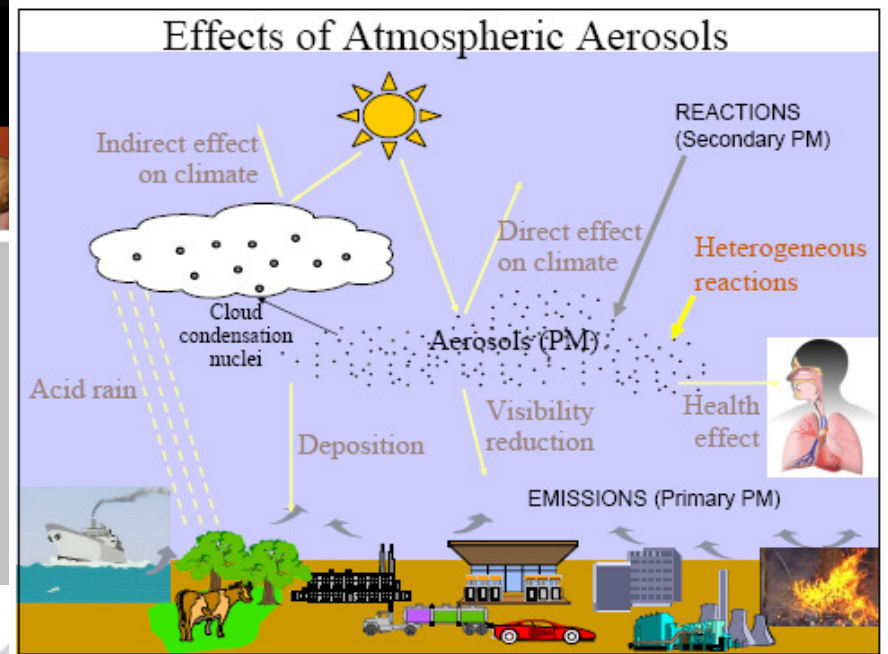 Effects of Atmospheric Aerosols
REACTIONS
(Secondary PM)
Indirect effect
on climate
Direct effect
on climate
Heterogeneous
reactions
Cloud
condensation
nuclei
Aerosols (PM)
Acid rain
Deposition
Visibility
reduction
Health
effect
EMISSIONS (Primary PM)